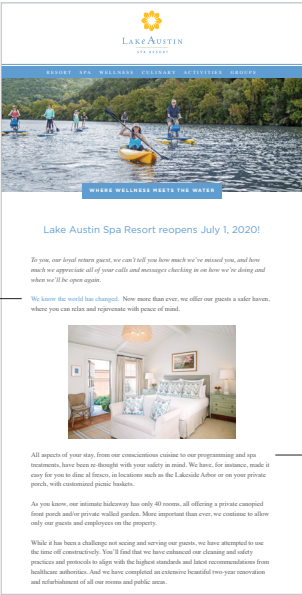 LAKE AUSTIN
SPA RESORT
RESORT SPA WELLNESS CULINARY ACTIVITIES GROUPS
WHERE WELLNESS MEETS THE WATER
Lake Austin Spa Resort reopens July 1, 2020!
To you, our loyal return guest, we can't tell you how much we've missed you, and how
much we appreciate all of your calls and messages checking in on how we're doing and
when we'll be open again.
We know the world has changed. Now more than ever, we offer our guests a safer haven,
where you can relax and rejuvenate with peace of mind.
All aspects of your stay, from our conscientious cuisine to our programming and spa
treatments, have been re-thought with your safety in mind. We have, for instance, made it
easy for you to dine al fresco, in locations such as the Lakeside Arbor or on your private
porch, with customized picnic baskets.
As you know, our intimate hideaway has only 40 rooms, all offering a private canopied
front porch and/or private walled garden. More important than ever, we continue to allow
only our guests and employees on the property.
While it has been a challenge not seeing and serving our guests, we have attempted to use
the time off constructively. You'll find that we have enhanced our cleaning and safety
practices and protocols to align with the highest standards and latest recommendations from
healthcare authorities. And we have completed an extensive beautiful two-year renovation
and refurbishment of all our rooms and public areas.